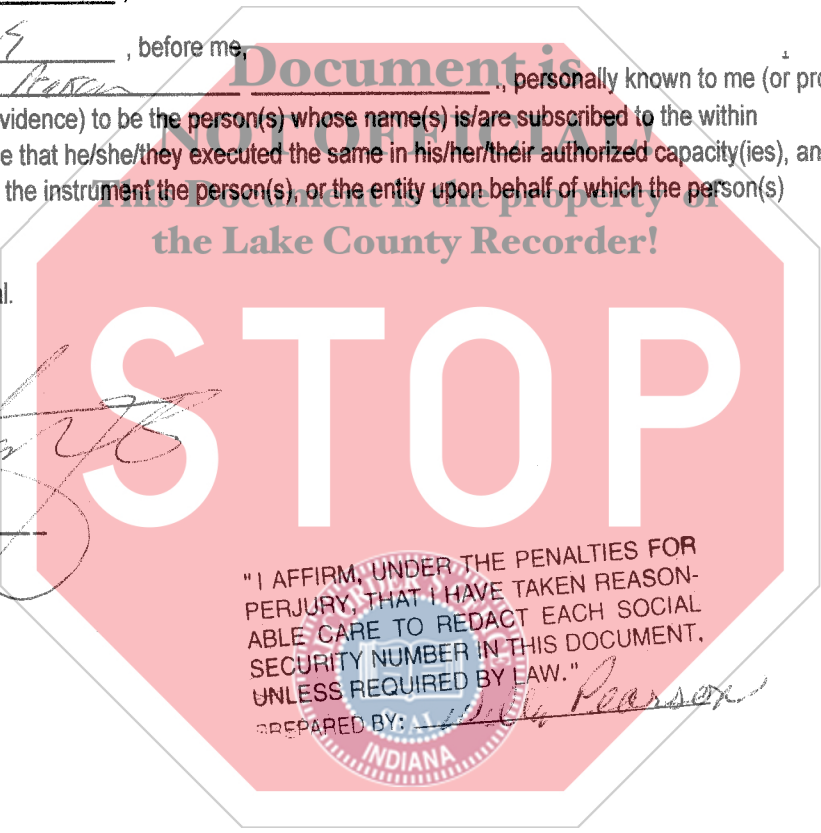 , before me,
Document is
Pearson ., personally known to me (or pro
NOT OFFICIAL!
vidence) to be the person(s) whose name(s) is/are subscribed to the within
e that he/she/they executed the same in his/her/their authorized capacity(ies), an
This Document is the property of
the instrument the person(s), or the entity upon behalf of which the person(s)
the Lake County Recorder!
al.
STOP
"I AFFIRM, UNDER THE PENALTIES FOR
PERJURY, THAT I HAVE TAKEN REASON-
ABLE CARE TO REDACT EACH SOCIAL
SECURITY NUMBER IN THIS DOCUMENT,
UNLESS REQUIRED BY LAW."
PREPARED BY: Pearson
SEAL
INDIANA